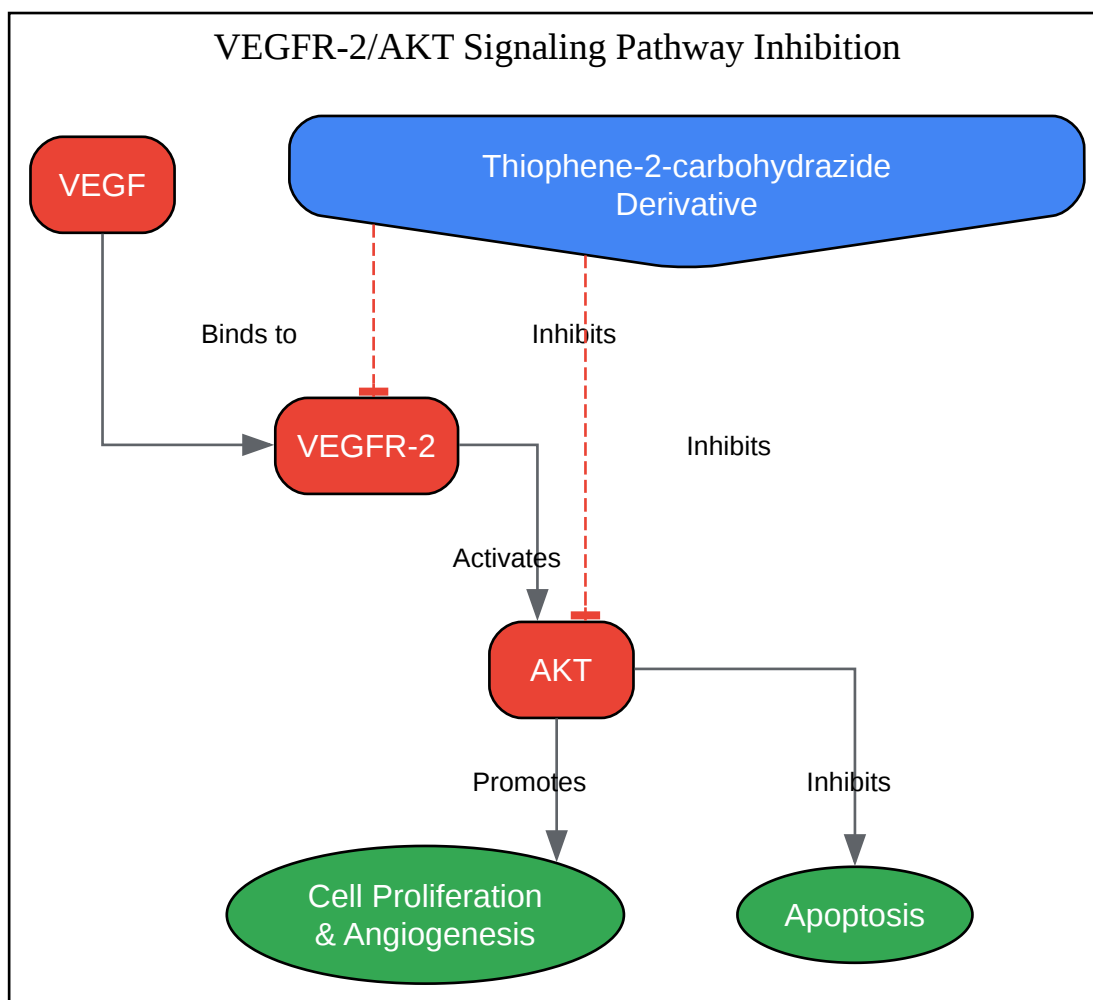 VEGFR-2/AKT Signaling Pathway Inhibition
VEGF
Thiophene-2-carbohydrazide
Derivative
Binds to
Inhibits
VEGFR-2
Inhibits
Activates
AKT
Promotes
Inhibits
Cell Proliferation
& Angiogenesis
Apoptosis